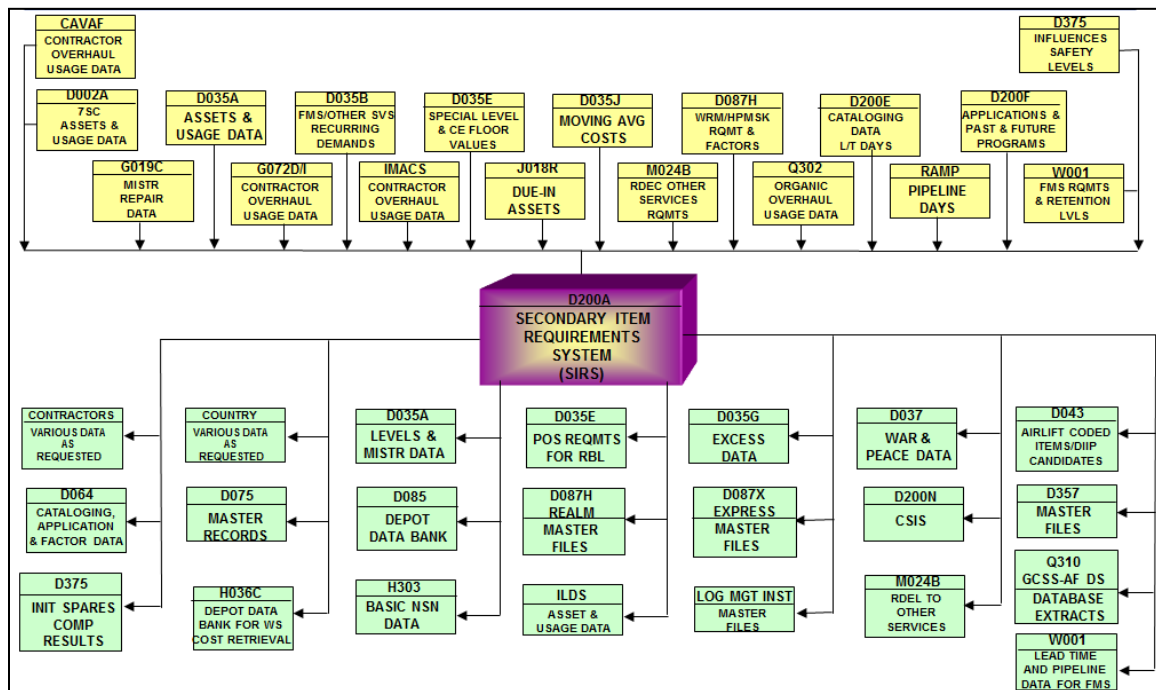 CAVAF
CONTRACTOR
OVERHAUL
USAGE DATA
D375
INFLUENCES
SAFETY
LEVELS
D002A
7SC
ASSETS &
USAGE DATA
D035A
ASSETS &
USAGE DATA
D035B
FMS/OTHER SVS
RECURRING
DEMANDS
D035E
SPECIAL LEVEL
& CE FLOOR
VALUES
D035J
MOVING AVG
COSTS
D087H
WRM/HPMSK
RQMT &
FACTORS
D200E
CATALOGING
DATA
L/T DAYS
D200F
APPLICATIONS &
PAST & FUTURE
PROGRAMS
G019C
MISTR
REPAIR
DATA
G072D/I
CONTRACTOR
OVERHAUL
USAGE DATA
IMACS
CONTRACTOR
OVERHAUL
USAGE DATA
J018R
DUE-IN
ASSETS
M024B
RDEC OTHER
SERVICES
RQMTS
Q302
ORGANIC
OVERHAUL
USAGE DATA
RAMP
PIPELINE
DAYS
W001
FMS RQMTS
& RETENTION
LVLS
D200A
SECONDARY ITEM
REQUIREMENTS
SYSTEM
(SIRS)
CONTRACTORS
VARIOUS DATA
AS
REQUESTED
COUNTRY
VARIOUS DATA
AS
REQUESTED
D035A
LEVELS &
MISTR DATA
D035E
POS REQMTS
FOR RBL
D035G
EXCESS
DATA
D037
WAR &
PEACE DATA
D043
AIRLIFT CODED
ITEMS/DIIP
CANDIDATES
D064
CATALOGING,
APPLICATION
& FACTOR DATA
D075
MASTER
RECORDS
D085
DEPOT
DATA BANK
D087H
REALM
MASTER
FILES
D087X
EXPRESS
MASTER
FILES
D200N
CSIS
D357
MASTER
FILES
D375
INIT SPARES
COMP
RESULTS
H036C
DEPOT DATA
BANK FOR WS
COST RETRIEVAL
H303
BASIC NSN
DATA
ILDS
ASSET &
USAGE DATA
LOG MGT INST
MASTER
FILES
M024B
RDEL TO
OTHER
SERVICES
Q310
GCSS-AF DS
DATABASE
EXTRACTS
W001
LEAD TIME
AND PIPELINE
DATA FOR FMS